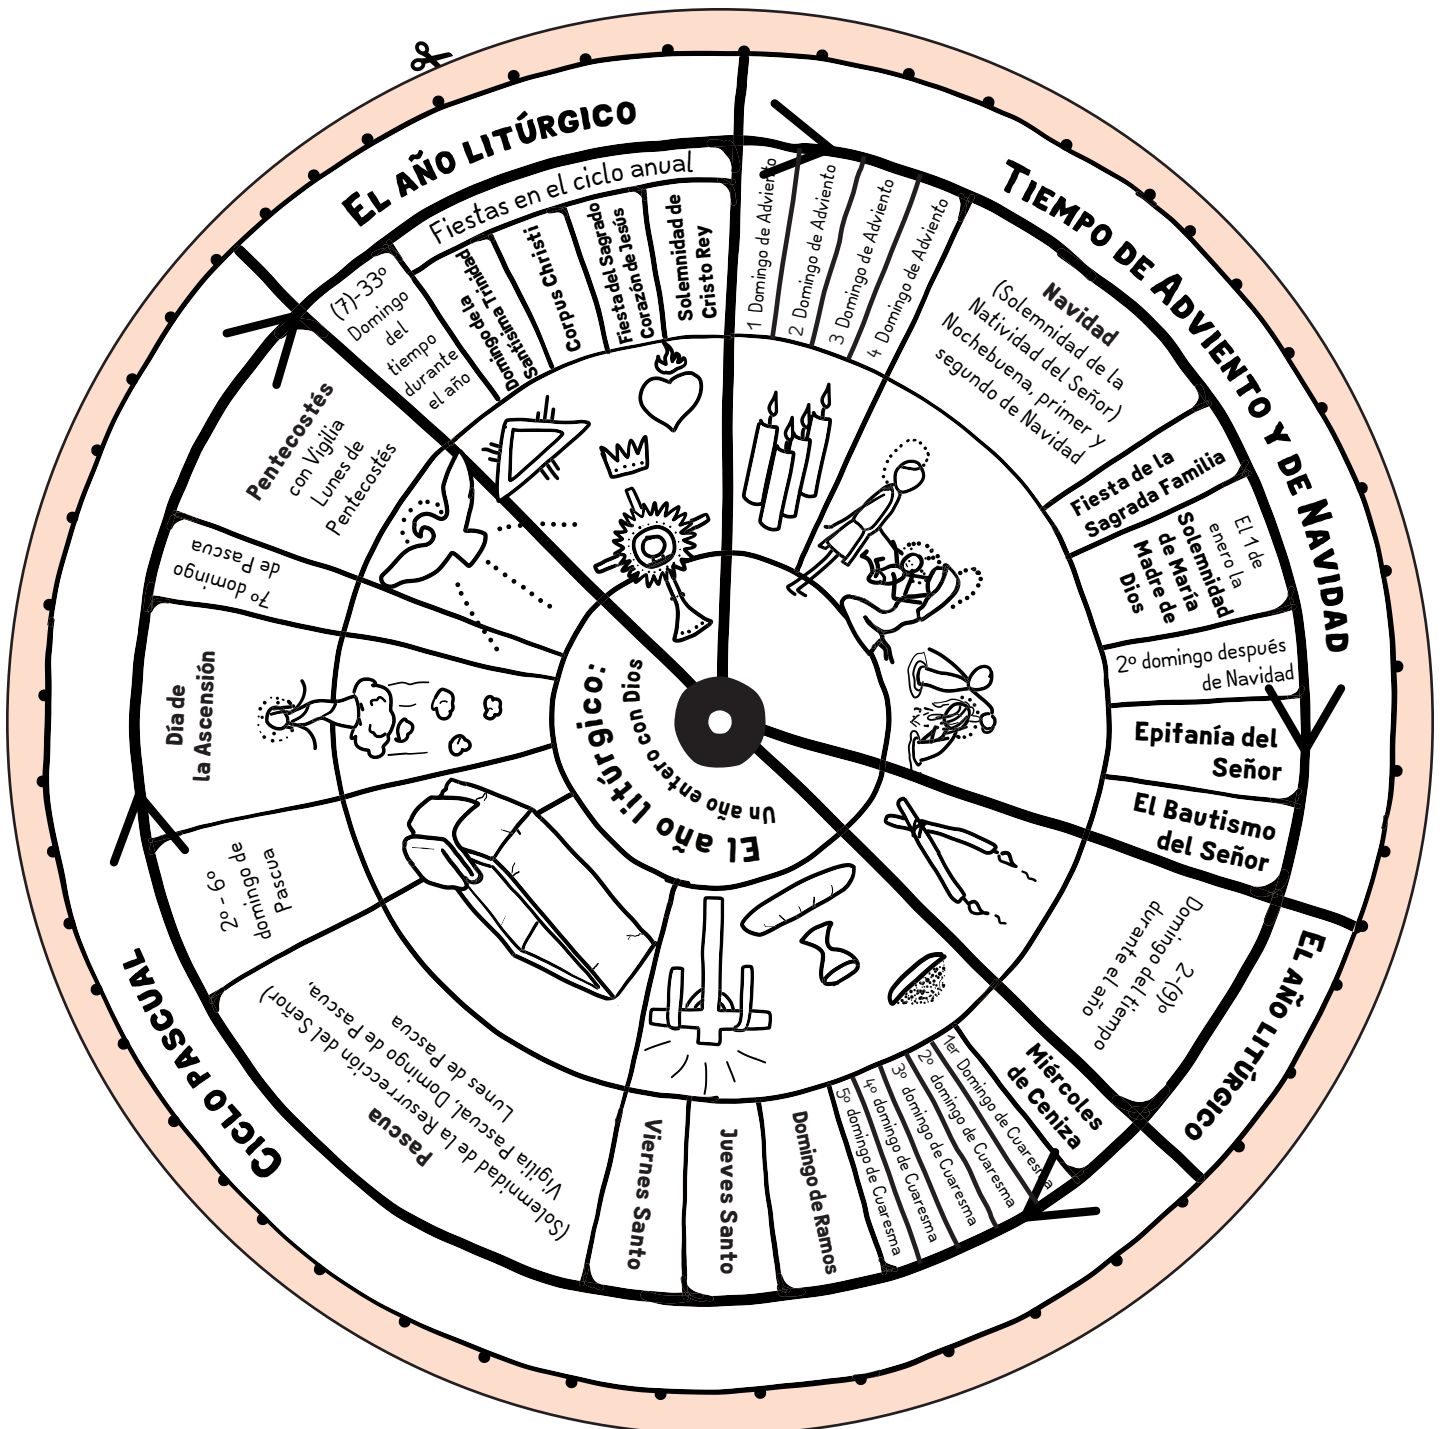 El año litúrgico
Tiempo de Adviento y de Navidad
El año litúrgico
Ciclo pascual
1 Domingo de Adviento
2 Domingo de Adviento
3 Domingo de Adviento
4 Domingo de Adviento
Navidad
(Solemnidad de la
Natividad del Señor)
Nochebuena, primer y
segundo de Navidad
Fiesta de la
Sagrada Familia
El 1 de
enero la
Solemnidad
de María
Madre de
Dios
2º domingo después
de Navidad
Epifanía del
Señor
El Bautismo
del Señor
2-(9)º
Domingo del tiempo
durante el año
Miércoles
de Ceniza
1er Domingo de Cuaresma
2º domingo de Cuaresma
3º domingo de Cuaresma
4º domingo de Cuaresma
5º domingo de Cuaresma
Domingo de Ramos
Jueves Santo
Viernes Santo
Pascua
(Solemnidad de la Resurrección del Señor)
Vigilia Pascual, Domingo de Pascua,
Lunes de Pascua
2º - 6º
domingo de
Pascua
Día de
la Ascensión
7º domingo
de Pascua
Pentecostés
con Vigilia
Lunes de
Pentecostés
(7)-33º
Domingo
del
tiempo
durante
el año
Fiestas en el ciclo anual
Domingo de la
Santísima Trinidad
Corpus Christi
Fiesta del Sagrado
Corazón de Jesús
Solemnidad de
Cristo Rey
El año litúrgico:
Un año entero con Dios